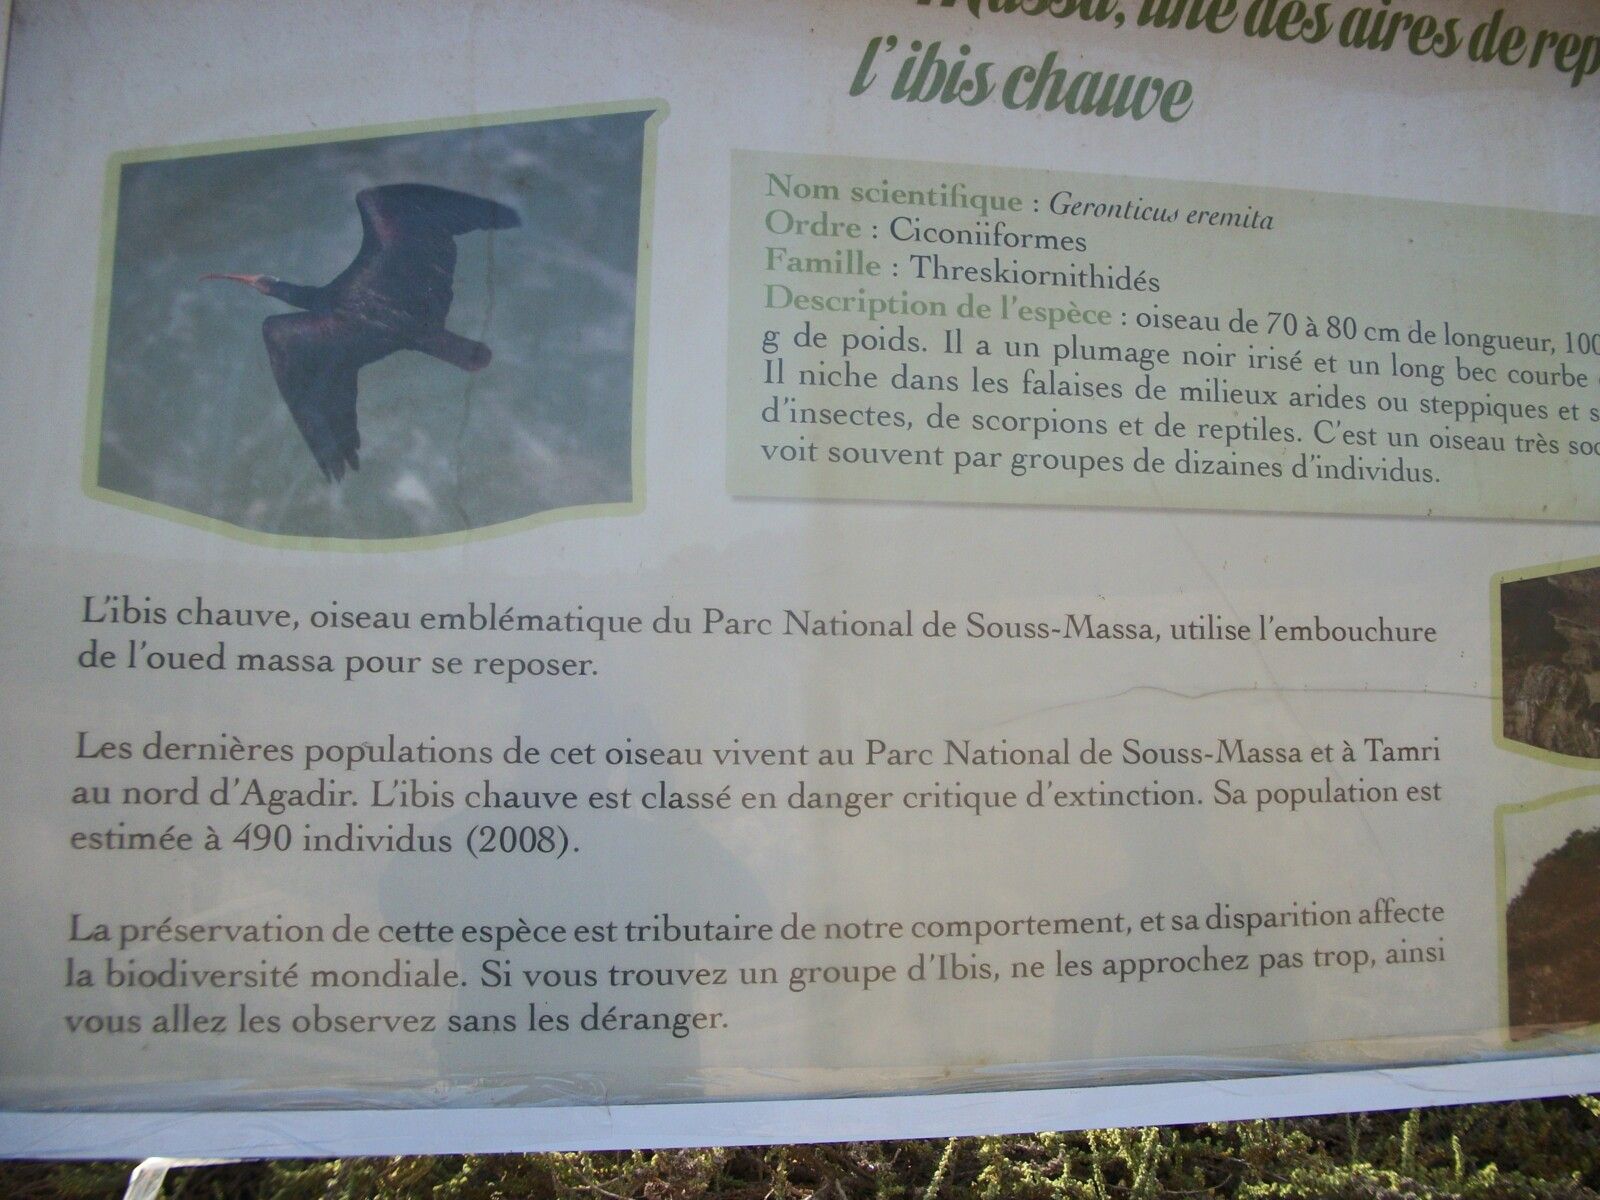 Massa, une des aires de rep
l'ibis chauve
Nom scientifique : Geronticus eremita
Ordre : Ciconiiformes
Famille : Threskiornithidés
Description de l'espèce : oiseau de 70 à 80 cm de longueur, 100
g de poids. Il a un plumage noir irisé et un long bec courbe
Il niche dans les falaises de milieux arides ou steppiques et s
d'insectes, de scorpions et de reptiles. C'est un oiseau très soc
voit souvent par groupes de dizaines d'individus.
L'ibis chauve, oiseau emblématique du Parc National de Souss-Massa, utilise l'embouchure
de l'oued massa pour se reposer.
Les dernières populations de cet oiseau vivent au Parc National de Souss-Massa et à Tamri
au nord d'Agadir. L'ibis chauve est classé en danger critique d'extinction. Sa population est
estimée à 490 individus (2008).
La préservation de cette espèce est tributaire de notre comportement, et sa disparition affecte
la biodiversité mondiale. Si vous trouvez un groupe d'Ibis, ne les approchez pas trop, ainsi
vous allez les observez sans les déranger.